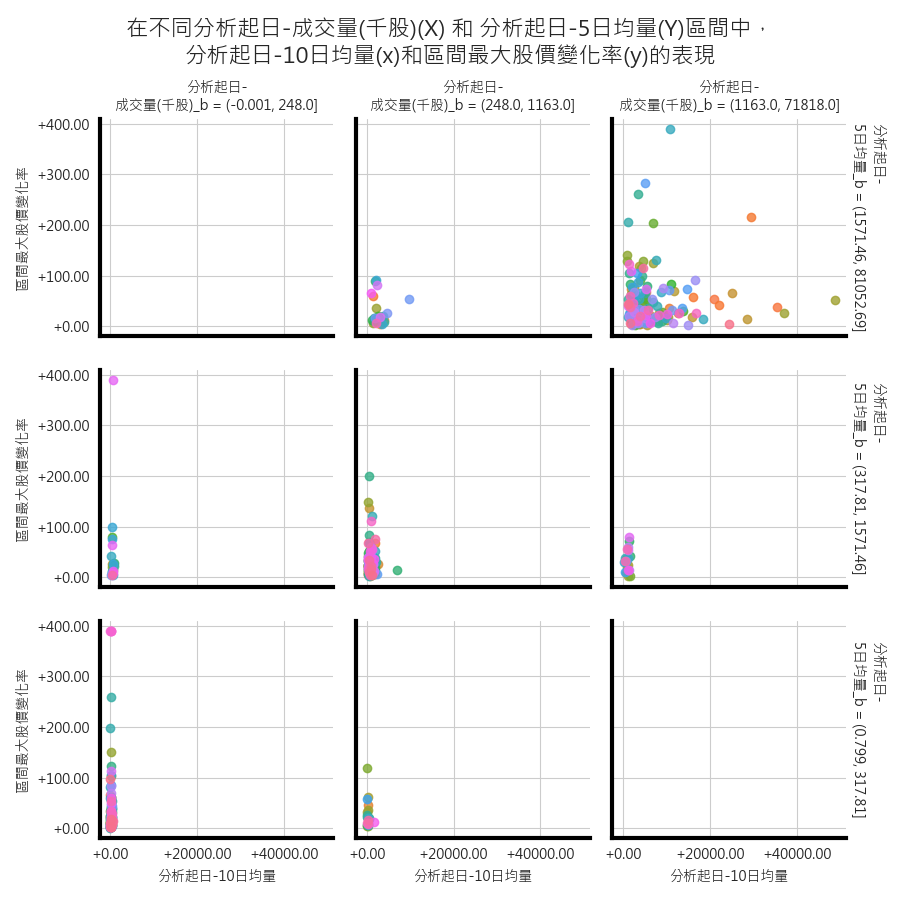 在不同分析起日-成交量(千股)(X) 和 分析起日-5日均量(Y)區間中，
分析起日-10日均量(x)和區間最大股價變化率(y)的表現
分析起日-
成交量(千股)_b = (-0.001, 248.0]
分析起日-
成交量(千股)_b = (248.0, 1163.0]
分析起日-
成交量(千股)_b = (1163.0, 71818.0]
+400.00
+300.00
+200.00
+100.00
+0.00
區間最大股價變化率
分析起日-
5日均量_b = (1571.46, 81052.69]
+400.00
+300.00
+200.00
+100.00
+0.00
區間最大股價變化率
分析起日-
5日均量_b = (317.81, 1571.46]
+400.00
+300.00
+200.00
+100.00
+0.00
區間最大股價變化率
分析起日-
5日均量_b = (0.799, 317.81]
+0.00 +20000.00 +40000.00
+0.00 +20000.00 +40000.00
+0.00 +20000.00 +40000.00
分析起日-10日均量
分析起日-10日均量
分析起日-10日均量